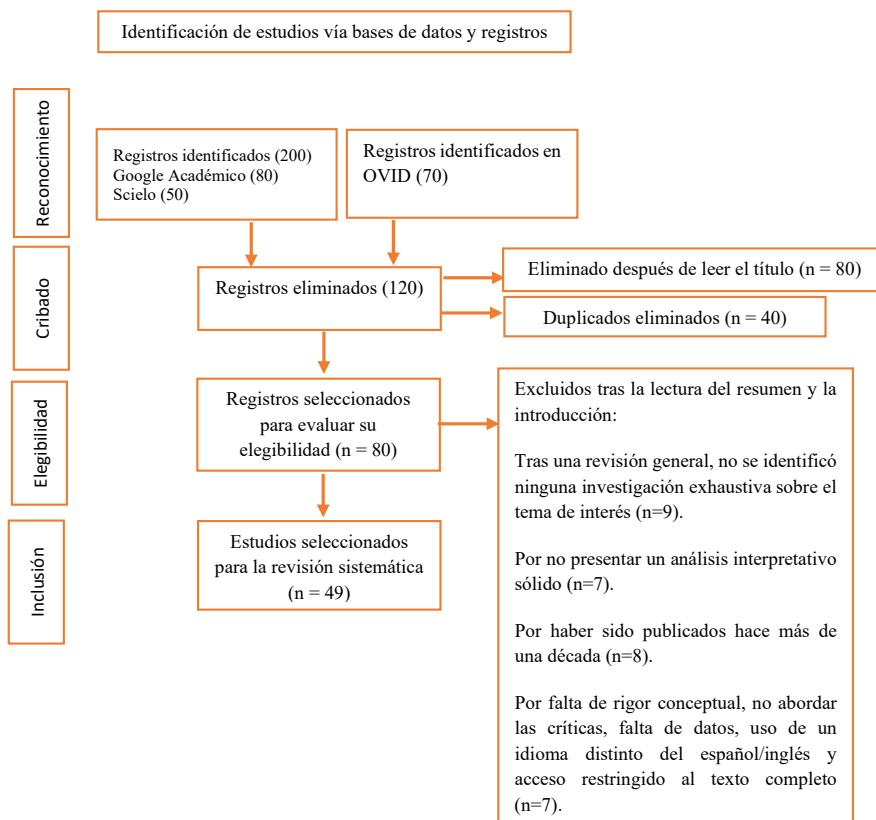 Identificación de estudios vía bases de datos y registros
Reconocimiento
Registros identificados (200)
Google Académico (80)
Scielo (50)
Registros identificados en
OVID (70)
Cribado
Registros eliminados (120)
Eliminado después de leer el título (n = 80)
Duplicados eliminados (n = 40)
Elegibilidad
Registros seleccionados
para evaluar su
elegibilidad (n = 80)
Excluidos tras la lectura del resumen y la
introducción:
Tras una revisión general, no se identificó
ninguna investigación exhaustiva sobre el
tema de interés (n=9).
Por no presentar un análisis interpretativo
sólido (n=7).
Por haber sido publicados hace más de
una década (n=8).
Por falta de rigor conceptual, no abordar
las críticas, falta de datos, uso de un
idioma distinto del español/inglés y
acceso restringido al texto completo
(n=7).
Inclusión
Estudios seleccionados
para la revisión sistemática
(n = 49)